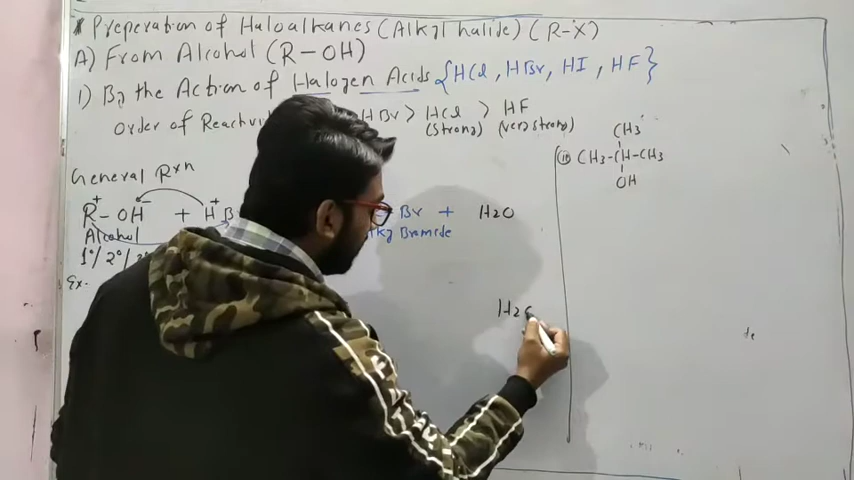 * Preperation of Haloalkanes (Alkyl halide) (R-X)
A) From Alcohol (R-OH)
1) By the Action of Halogen Acids {HCl, HBr, HI, HF}
Order of HBr > HCl > HF
(Strong) (very strong)
General Rxn
R+ - OH- + H+ B Br + H2O
Alcohol Bromide
1°/2°/
Ex.
H2
CH3
(ii) CH3-CH-CH3
OH